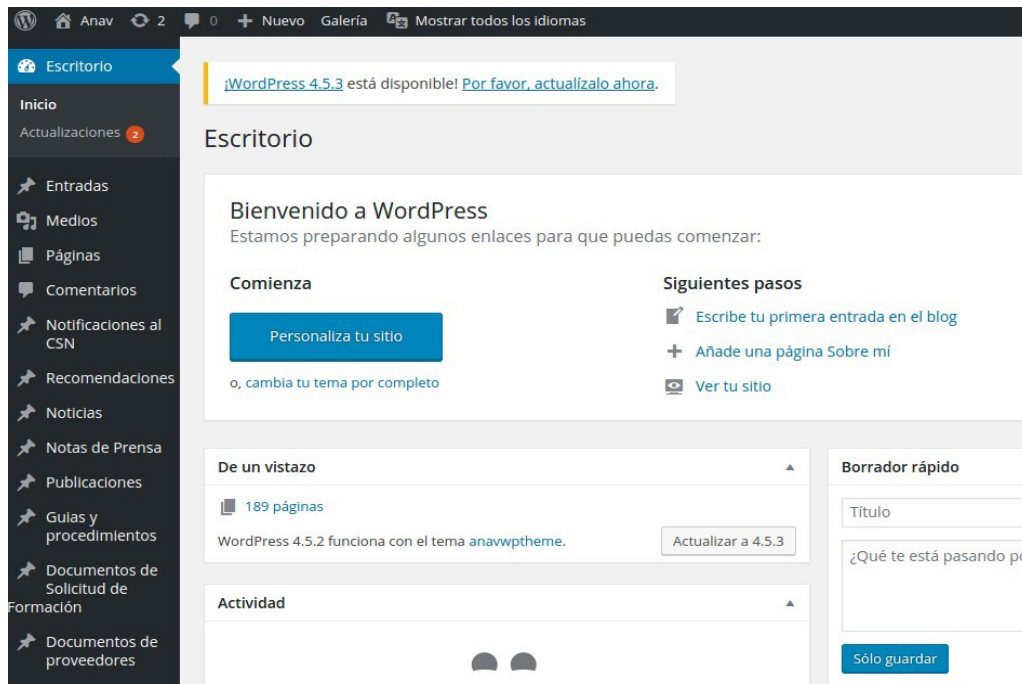 Anav 2 0 Nuevo Galería Mostrar todos los idiomas
Escritorio
Inicio
Actualizaciones 2
Entradas
Medios
Páginas
Comentarios
Notificaciones al
CSN
Recomendaciones
Noticias
Notas de Prensa
Publicaciones
Guias y
procedimientos
Documentos de
Solicitud de
Formación
Documentos de
proveedores
¡WordPress 4.5.3 está disponible! Por favor, actualízalo ahora.
Escritorio
Bienvenido a WordPress
Estamos preparando algunos enlaces para que puedas comenzar:
Comienza
Personaliza tu sitio
o, cambia tu tema por completo
Siguientes pasos
Escribe tu primera entrada en el blog
Añade una página Sobre mí
Ver tu sitio
De un vistazo
189 páginas
WordPress 4.5.2 funciona con el tema anavwptheme.
Actualizar a 4.5.3
Actividad
Borrador rápido
Título
¿Qué te está pasando
Sólo guardar